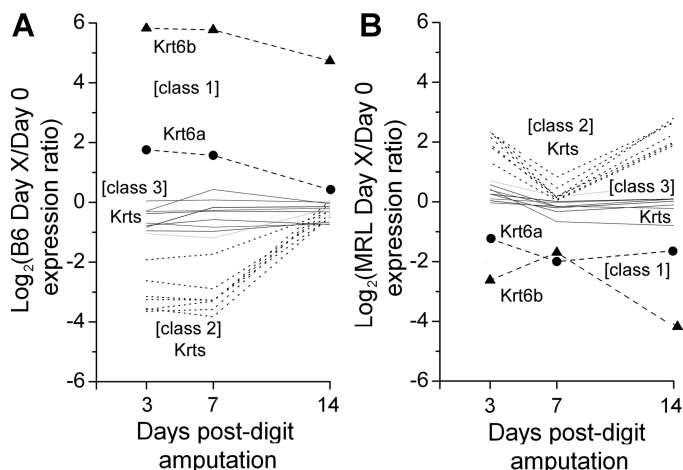 A
Log2(B6 Day X/Day 0
expression ratio)
6
4
2
0
-2
-4
-6
Krt6b
[class 1]
Krt6a
[class 3]
Krts
[class 2]
Krts
3
7
14
Days post-digit
amputation
B
Log2(MRL Day X/Day 0
expression ratio)
6
4
2
0
-2
-4
-6
[class 2]
Krts
[class 3]
Krts
Krt6a
[class 1]
Krt6b
3
7
14
Days post-digit
amputation